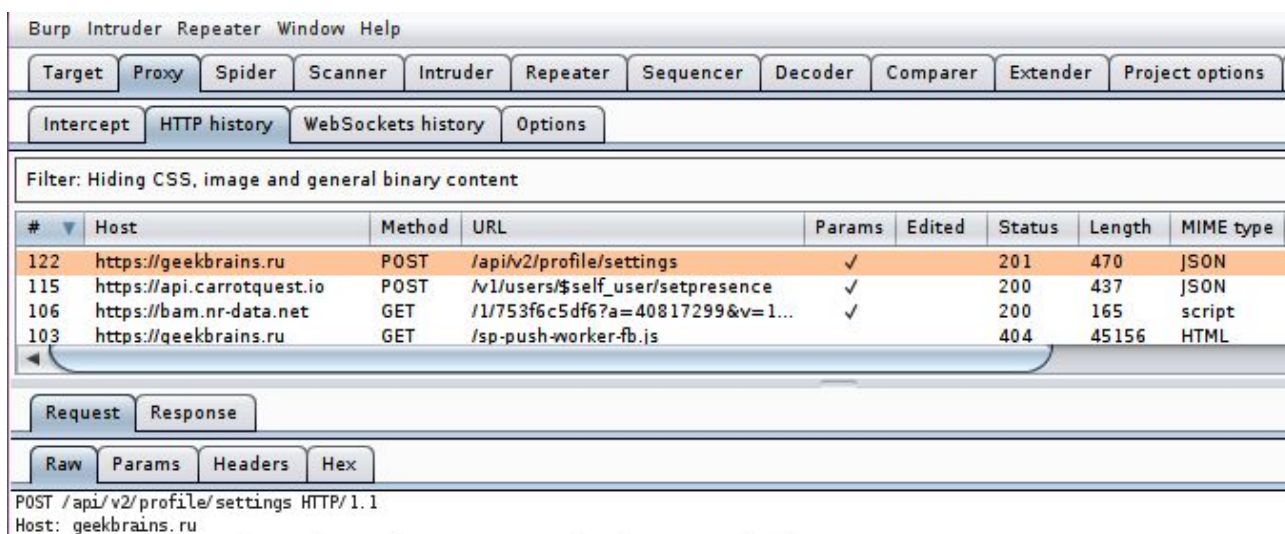 Burp Intruder Repeater Window Help
Target Proxy Spider Scanner Intruder Repeater Sequencer Decoder Comparer Extender Project options
Intercept HTTP history WebSockets history Options
Filter: Hiding CSS, image and general binary content
# Host Method URL Params Edited Status Length MIME type
122 https://geekbrains.ru POST /api/v2/profile/settings ✓ 201 470 JSON
115 https://api.carrotquest.io POST /v1/users/$self_user/setpresence ✓ 200 437 JSON
106 https://bam.nr-data.net GET /1/753f6c5df6?a=40817299&v=1... ✓ 200 165 script
103 https://geekbrains.ru GET /sp-push-worker-fb.js 404 45156 HTML
Request Response
Raw Params Headers Hex
POST /api/v2/profile/settings HTTP/1.1
Host: geekbrains.ru